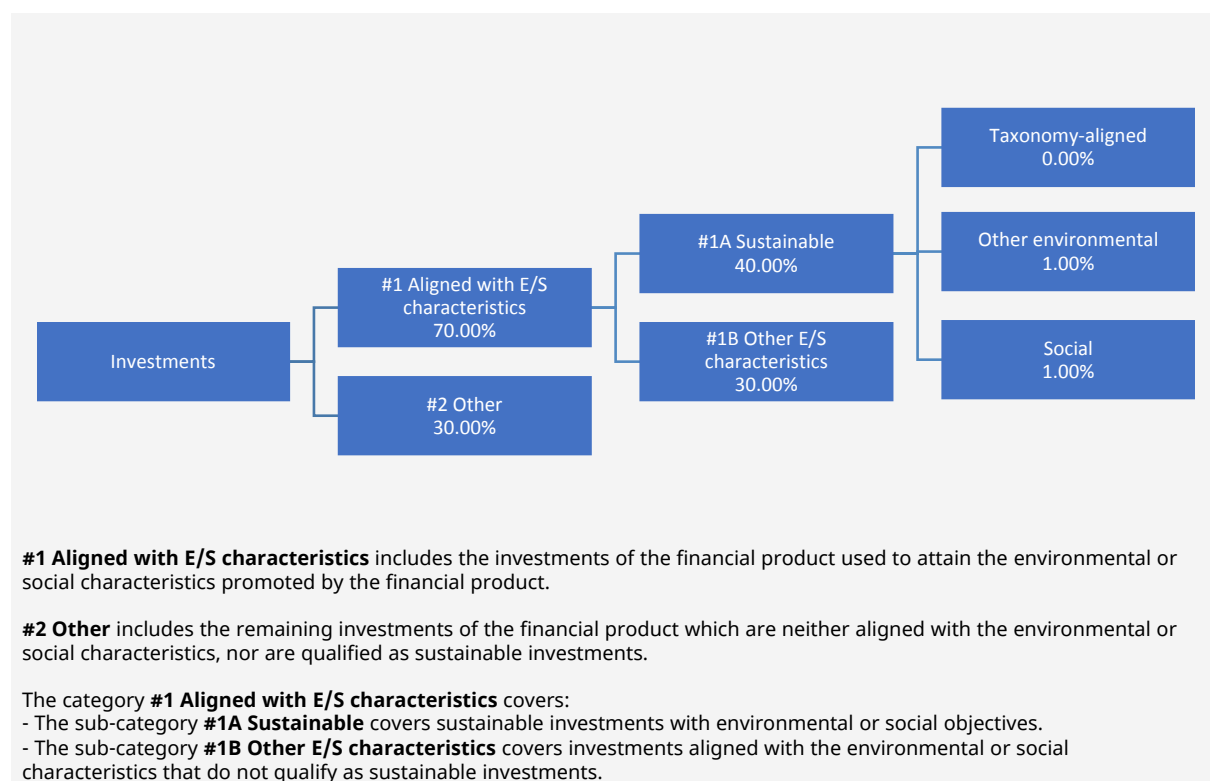 Investments
#1 Aligned with E/S
characteristics
70.00%
#2 Other
30.00%
#1A Sustainable
40.00%
#1B Other E/S
characteristics
30.00%
Taxonomy-aligned
0.00%
Other environmental
1.00%
Social
1.00%
#1 Aligned with E/S characteristics includes the investments of the financial product used to attain the environmental or
social characteristics promoted by the financial product.
#2 Other includes the remaining investments of the financial product which are neither aligned with the environmental or
social characteristics, nor are qualified as sustainable investments.
The category #1 Aligned with E/S characteristics covers:
- The sub-category #1A Sustainable covers sustainable investments with environmental or social objectives.
- The sub-category #1B Other E/S characteristics covers investments aligned with the environmental or social
characteristics that do not qualify as sustainable investments.